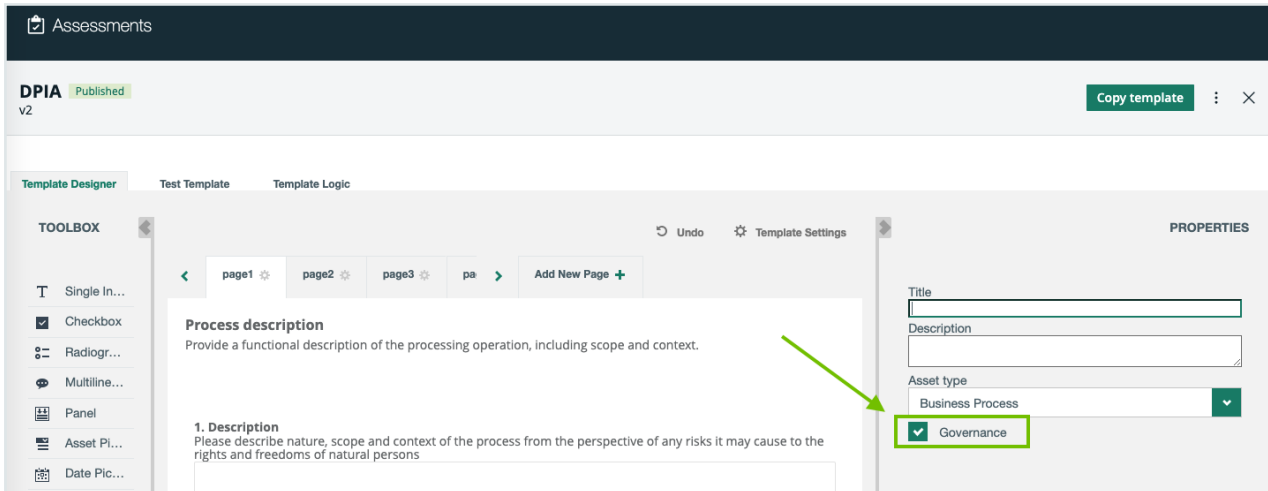 Assessments
DPIA Published
v2
Copy template
Template Designer Test Template Template Logic
TOOLBOX
Undo Template Settings
PROPERTIES
page1 page2 page3 pa Add New Page +
Single In...
Checkbox
Radiogr...
Multiline...
Panel
Asset Pi...
Date Pic...
Process description
Provide a functional description of the processing operation, including scope and context.
1. Description
Please describe nature, scope and context of the process from the perspective of any risks it may cause to the
rights and freedoms of natural persons
Title
Description
Asset type
Business Process
Governance